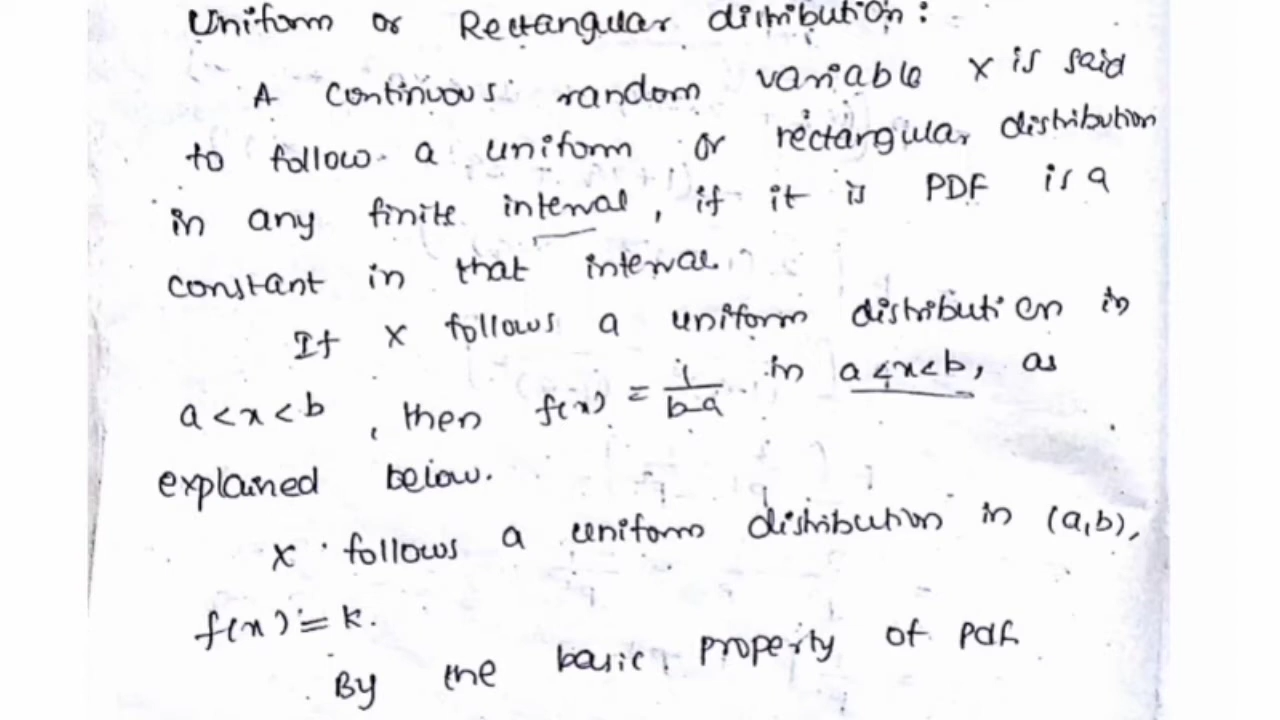 Uniform or Rectangular distribution:
A continuous random variable X is said
to follow a uniform or rectangular distribution
in any finite interval, if it is PDF is a
constant in that interval.
If X follows a uniform distribution in
a<x<b, then f(x) = 1/b-a in a<x<b, as
explained below.
X follows a uniform distribution in (a,b),
f(x) = k.
By the basic property of pdf